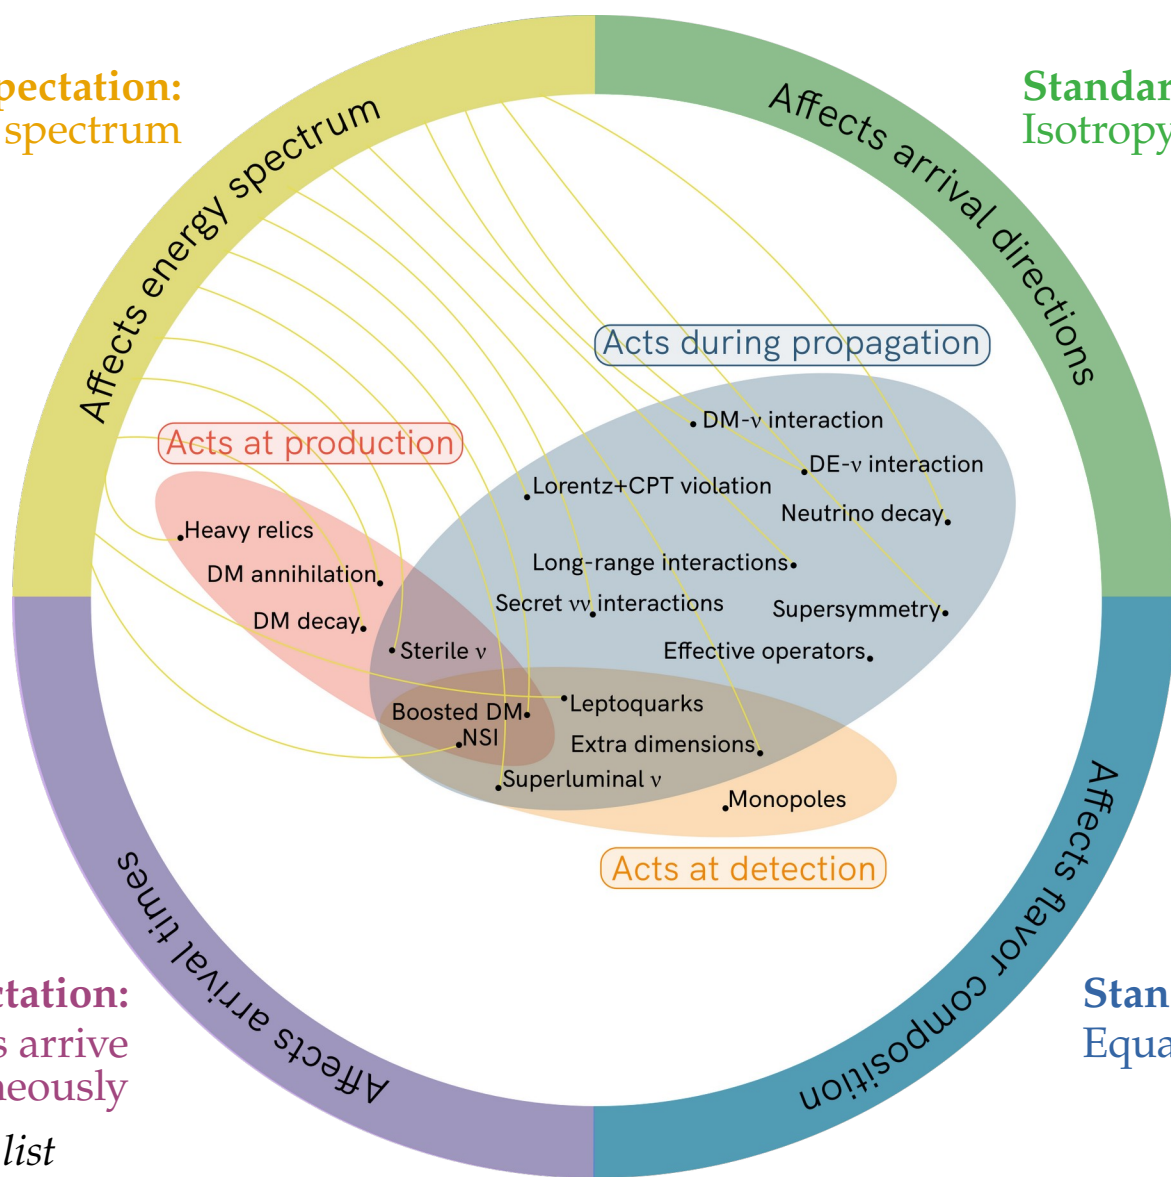 pectation:
spectrum
Standar
Isotropy
Affects energy spectrum
Affects arrival directions
Acts during propagation
DM-ν interaction
Acts at production
DE-ν interaction
Lorentz+CPT violation
Neutrino decay
Heavy relics
Long-range interactions
DM annihilation
Secret νν interactions
Supersymmetry
DM decay
Sterile ν
Effective operators
Leptoquarks
Boosted DM
NSI
Extra dimensions
Superluminal ν
Monopoles
Acts at detection
Affects arrival times
Affects flavor composition
ctation:
s arrive
neously
list
Stan
Equa